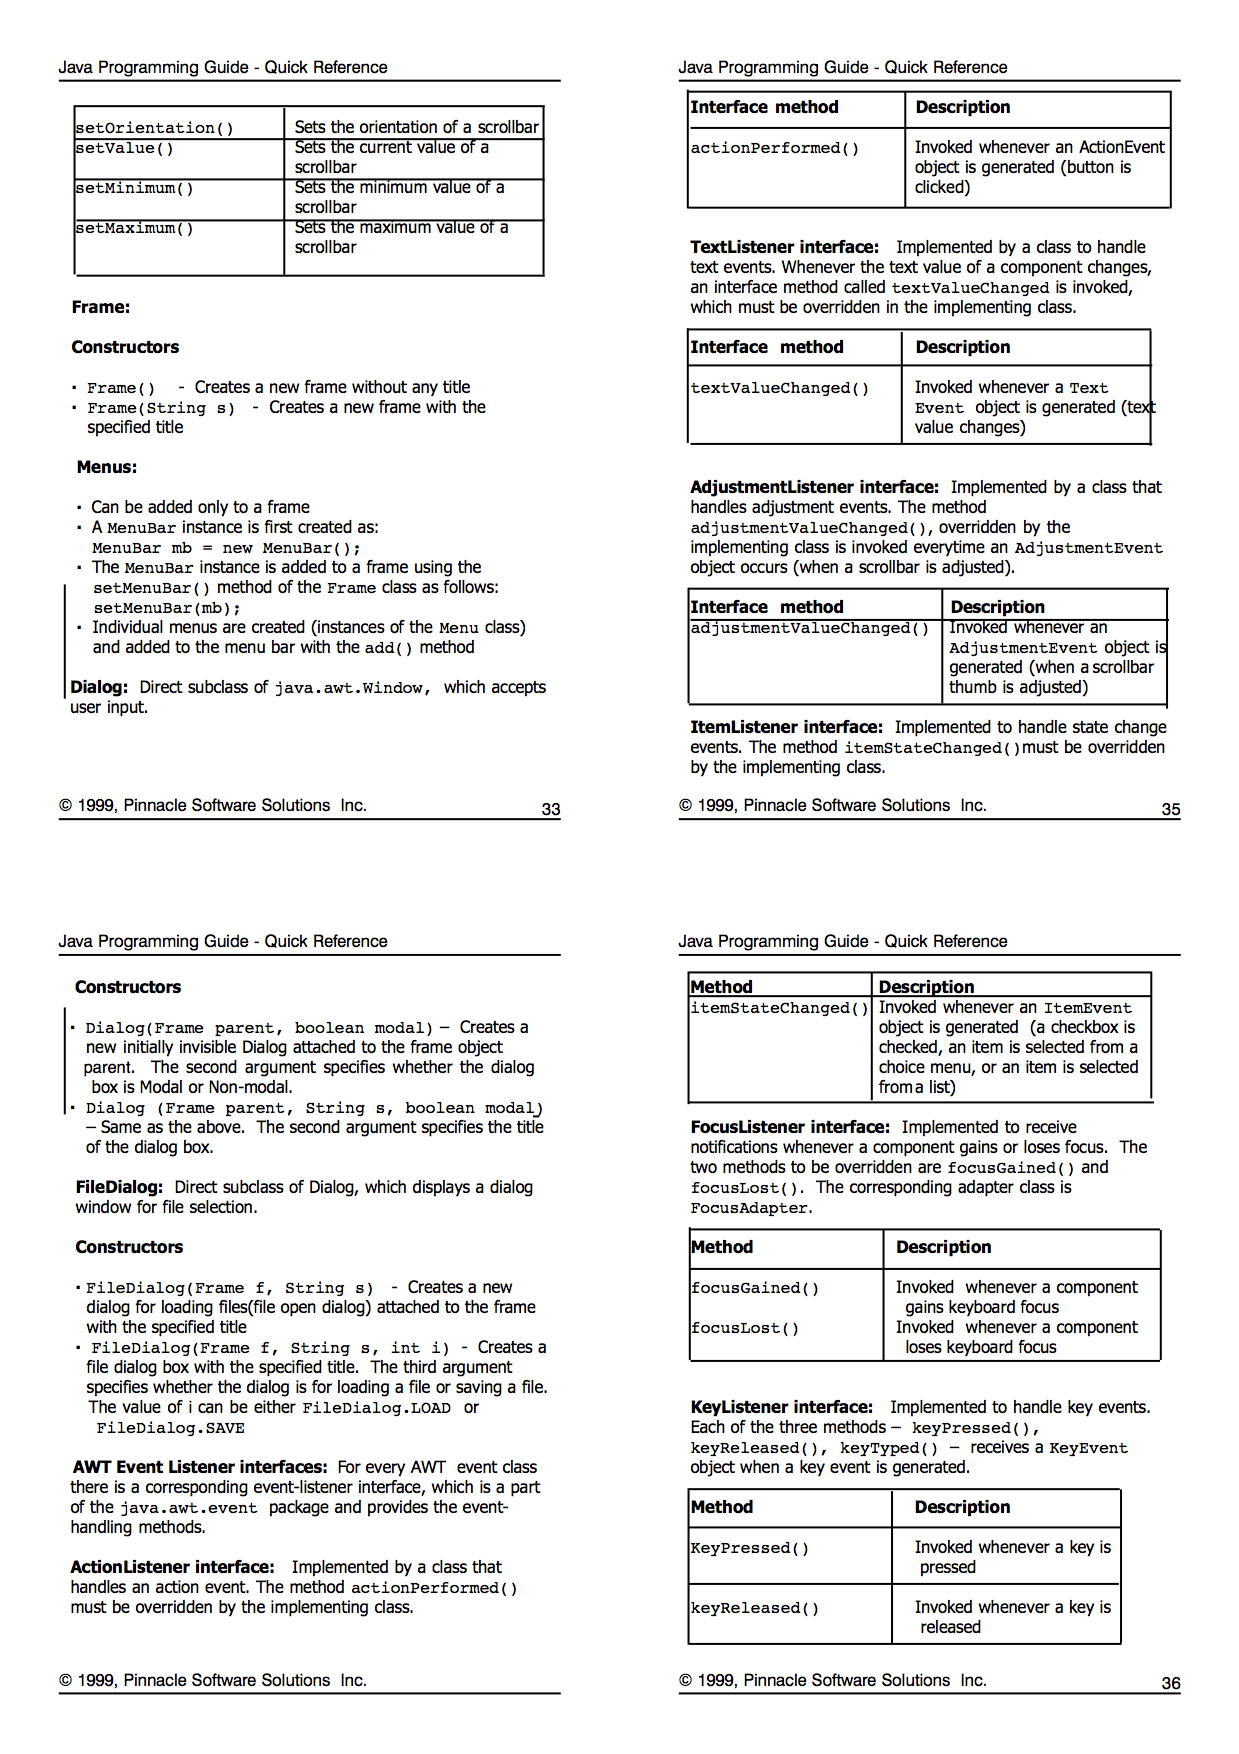 Java Programming Guide - Quick Reference
setOrientation() Sets the orientation of a scrollbar
setValue() Sets the current value of a
scrollbar
setMinimum() Sets the minimum value of a
scrollbar
setMaximum() Sets the maximum value of a
scrollbar
Frame:
Constructors
· Frame() - Creates a new frame without any title
· Frame(String s) - Creates a new frame with the
specified title
Menus:
· Can be added only to a frame
· A MenuBar instance is first created as:
MenuBar mb = new MenuBar();
· The MenuBar instance is added to a frame using the
setMenuBar() method of the Frame class as follows:
setMenuBar(mb);
· Individual menus are created (instances of the Menu class)
and added to the menu bar with the add() method
Dialog: Direct subclass of java.awt.Window, which accepts
user input.
© 1999, Pinnacle Software Solutions Inc. 33
Java Programming Guide - Quick Reference
Constructors
· Dialog(Frame parent, boolean modal) – Creates a
new initially invisible Dialog attached to the frame object
parent. The second argument specifies whether the dialog
box is Modal or Non-modal.
· Dialog (Frame parent, String s, boolean modal)
– Same as the above. The second argument specifies the title
of the dialog box.
FileDialog: Direct subclass of Dialog, which displays a dialog
window for file selection.
Constructors
· FileDialog(Frame f, String s) - Creates a new
dialog for loading files(file open dialog) attached to the frame
with the specified title
· FileDialog(Frame f, String s, int i) - Creates a
file dialog box with the specified title. The third argument
specifies whether the dialog is for loading a file or saving a file.
The value of i can be either FileDialog.LOAD or
FileDialog.SAVE
AWT Event Listener interfaces: For every AWT event class
there is a corresponding event-listener interface, which is a part
of the java.awt.event package and provides the event-
handling methods.
ActionListener interface: Implemented by a class that
handles an action event. The method actionPerformed()
must be overridden by the implementing class.
© 1999, Pinnacle Software Solutions Inc.
Java Programming Guide - Quick Reference
Interface method Description
actionPerformed() Invoked whenever an ActionEvent
object is generated (button is
clicked)
TextListener interface: Implemented by a class to handle
text events. Whenever the text value of a component changes,
an interface method called textValueChanged is invoked,
which must be overridden in the implementing class.
Interface method Description
textValueChanged() Invoked whenever a Text
Event object is generated (text
value changes)
AdjustmentListener interface: Implemented by a class that
handles adjustment events. The method
adjustmentValueChanged(), overridden by the
implementing class is invoked everytime an AdjustmentEvent
object occurs (when a scrollbar is adjusted).
Interface method Description
adjustmentValueChanged() Invoked whenever an
AdjustmentEvent object is
generated (when a scrollbar
thumb is adjusted)
ItemListener interface: Implemented to handle state change
events. The method itemStateChanged()must be overridden
by the implementing class.
© 1999, Pinnacle Software Solutions Inc. 35
Java Programming Guide - Quick Reference
Method Description
itemStateChanged() Invoked whenever an ItemEvent
object is generated (a checkbox is
checked, an item is selected from a
choice menu, or an item is selected
from a list)
FocusListener interface: Implemented to receive
notifications whenever a component gains or loses focus. The
two methods to be overridden are focusGained() and
focusLost(). The corresponding adapter class is
FocusAdapter.
Method Description
focusGained() Invoked whenever a component
gains keyboard focus
focusLost() Invoked whenever a component
loses keyboard focus
KeyListener interface: Implemented to handle key events.
Each of the three methods – keyPressed(),
keyReleased(), keyTyped() – receives a KeyEvent
object when a key event is generated.
Method Description
KeyPressed() Invoked whenever a key is
pressed
keyReleased() Invoked whenever a key is
released
© 1999, Pinnacle Software Solutions Inc. 36